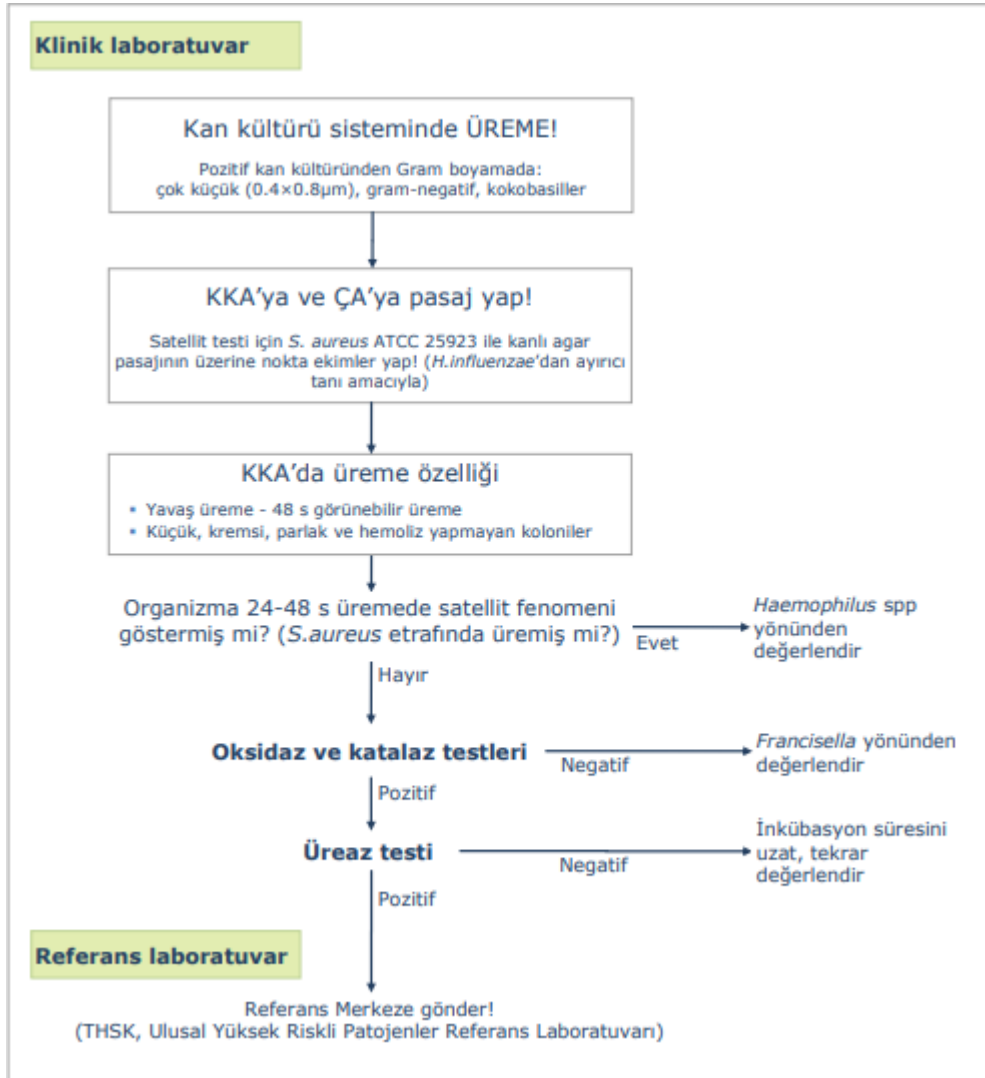 Klinik laboratuvar
Kan kültürü sisteminde ÜREME!
Pozitif kan kültüründen Gram boyamada:
çok küçük (0.4×0.8µm), gram-negatif, kokobasiller
KKA’ya ve ÇA’ya pasaj yap!
Satellit testi için S. aureus ATCC 25923 ile kanlı agar
pasajının üzerine nokta ekimler yap! (H.influenzae’dan ayırıcı
tanı amacıyla)
KKA’da üreme özelliği
▪ Yavaş üreme - 48 s görünebilir üreme
▪ Küçük, kremsi, parlak ve hemoliz yapmayan koloniler
Organizma 24-48 s üremede satellit fenomeni
göstermiş mi? (S.aureus etrafında üremiş mi?)
Evet
Haemophilus spp
yönünden
değerlendir
Hayır
Oksidaz ve katalaz testleri
Negatif
Francisella yönünden
değerlendir
Pozitif
Üreaz testi
Negatif
İnkübasyon süresini
uzat, tekrar
değerlendir
Pozitif
Referans laboratuvar
Referans Merkeze gönder!
(THSK, Ulusal Yüksek Riskli Patojenler Referans Laboratuvarı)